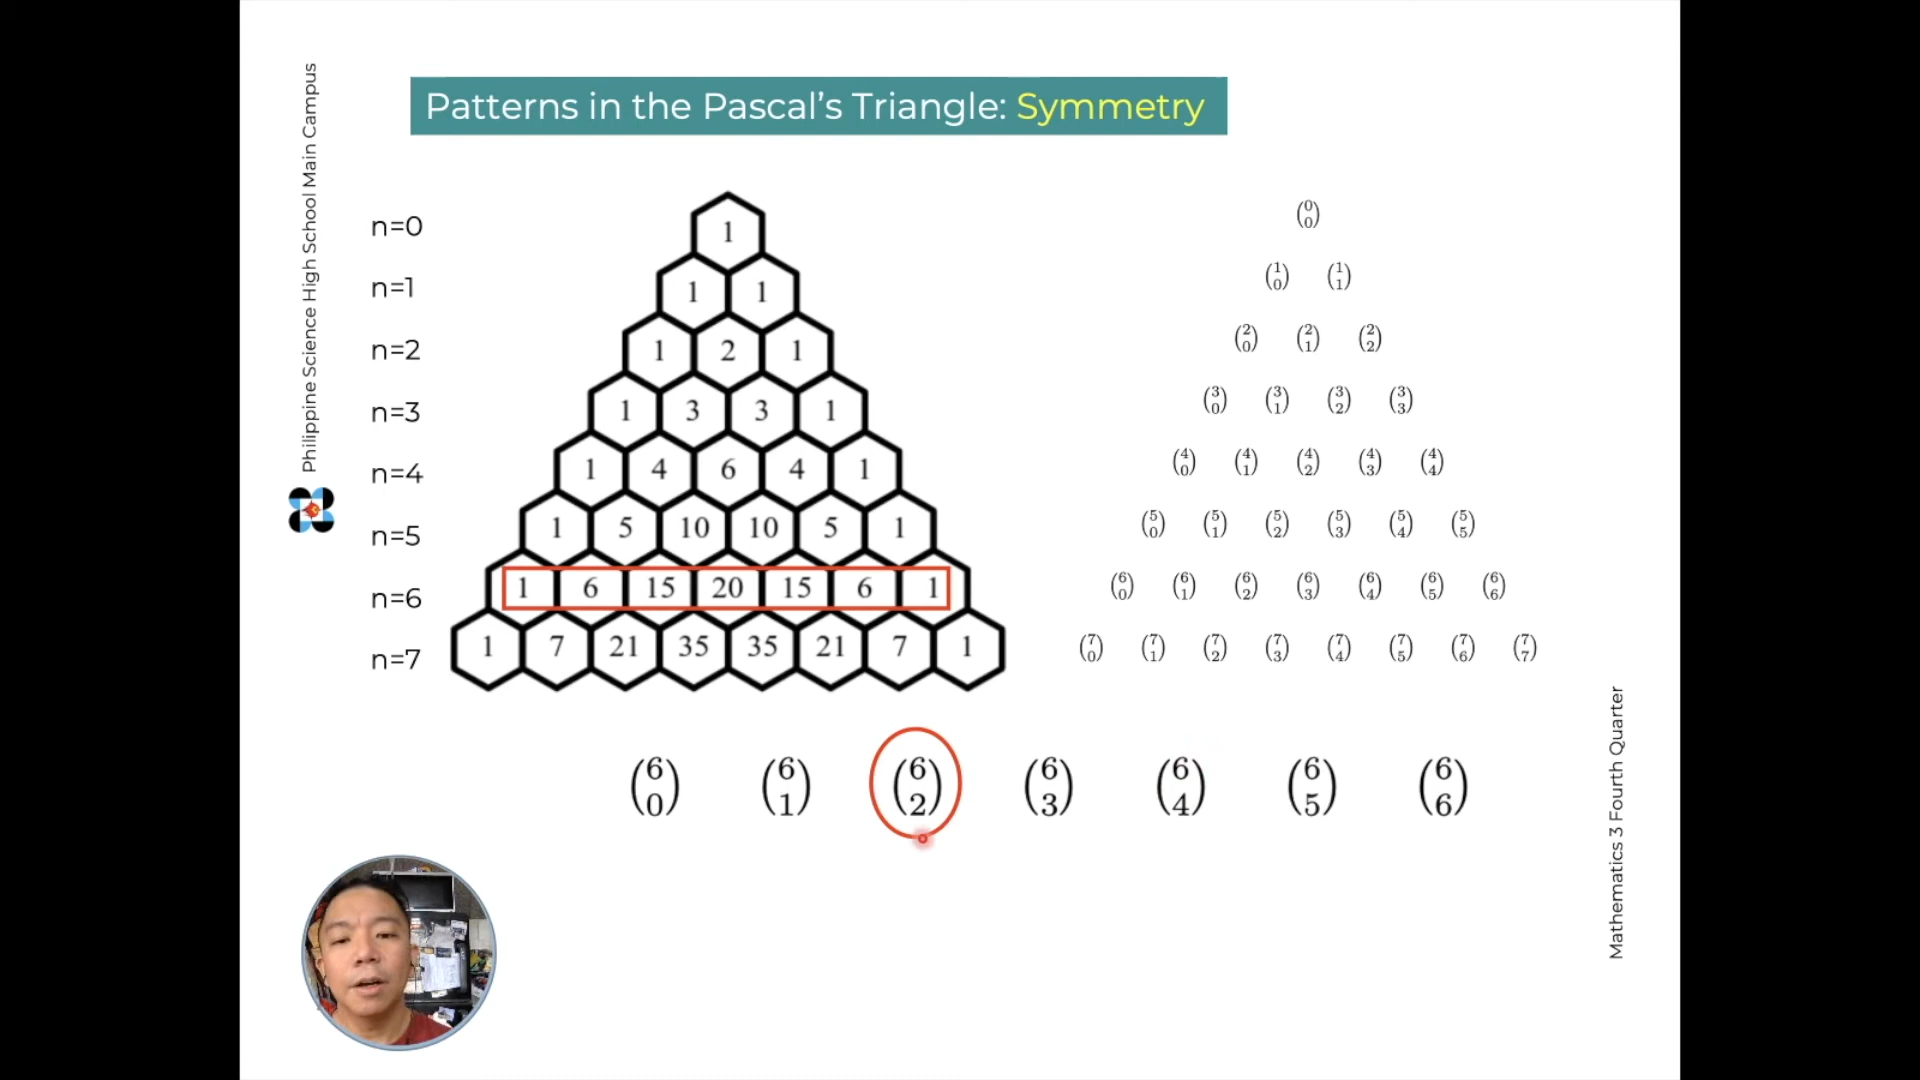 Philippine Science High School Main Campus
Patterns in the Pascal's Triangle: Symmetry
n=0 1 (0 0)
n=1 1 1 (1 0) (1 1)
n=2 1 2 1 (2 0) (2 1) (2 2)
n=3 1 3 3 1 (3 0) (3 1) (3 2) (3 3)
n=4 1 4 6 4 1 (4 0) (4 1) (4 2) (4 3) (4 4)
n=5 1 5 10 10 5 1 (5 0) (5 1) (5 2) (5 3) (5 4) (5 5)
n=6 1 6 15 20 15 6 1 (6 0) (6 1) (6 2) (6 3) (6 4) (6 5) (6 6)
n=7 1 7 21 35 35 21 7 1 (7 0) (7 1) (7 2) (7 3) (7 4) (7 5) (7 6) (7 7)
(6 0) (6 1) (6 2) (6 3) (6 4) (6 5) (6 6)
Mathematics 3 Fourth Quarter